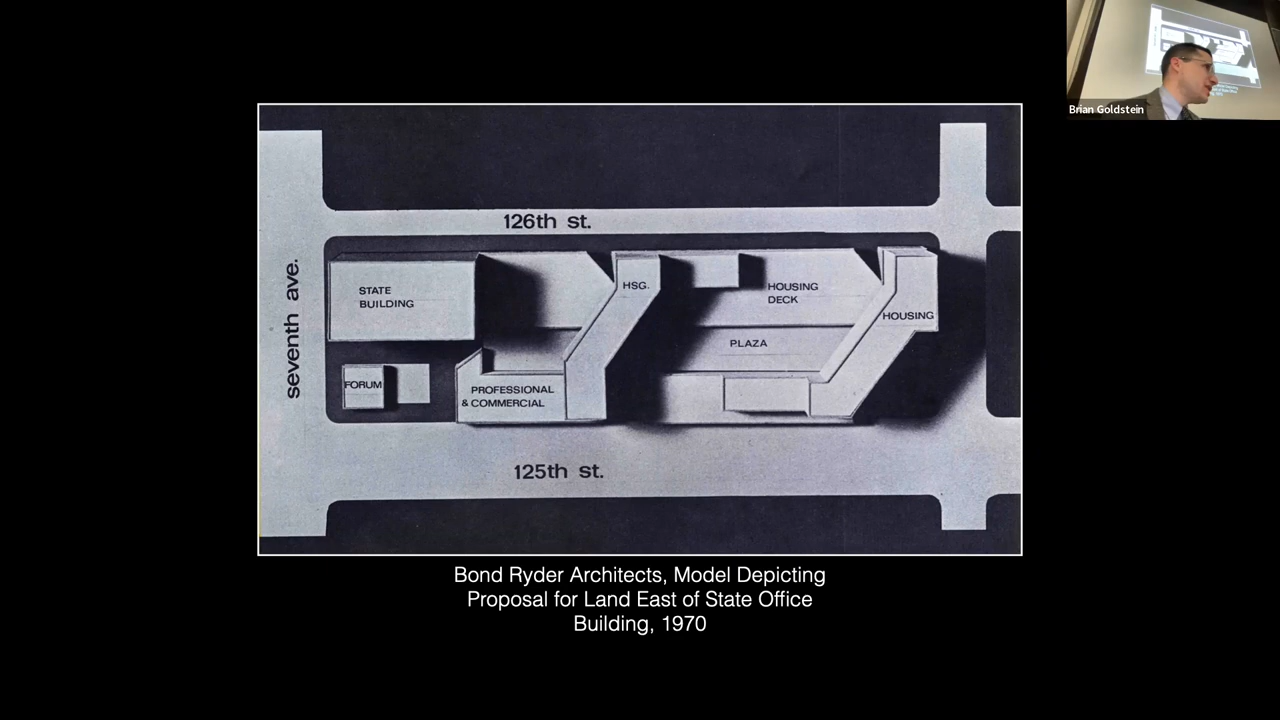 Brian Goldstein
126th st.
seventh ave.
STATE
BUILDING
HSG.
HOUSING
DECK
HOUSING
PLAZA
FORUM
PROFESSIONAL
& COMMERCIAL
125th st.
Bond Ryder Architects, Model Depicting
Proposal for Land East of State Office
Building, 1970